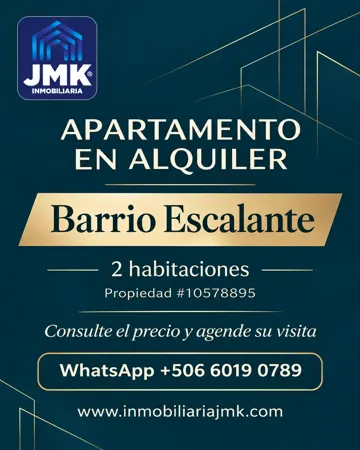 JMK®
INMOBILIARIA
APARTAMENTO
EN ALQUILER
Barrio Escalante
2 habitaciones
Propiedad #10578895
Consulte el precio y agende su visita
WhatsApp +506 6019 0789
www.inmobiliariajmk.com